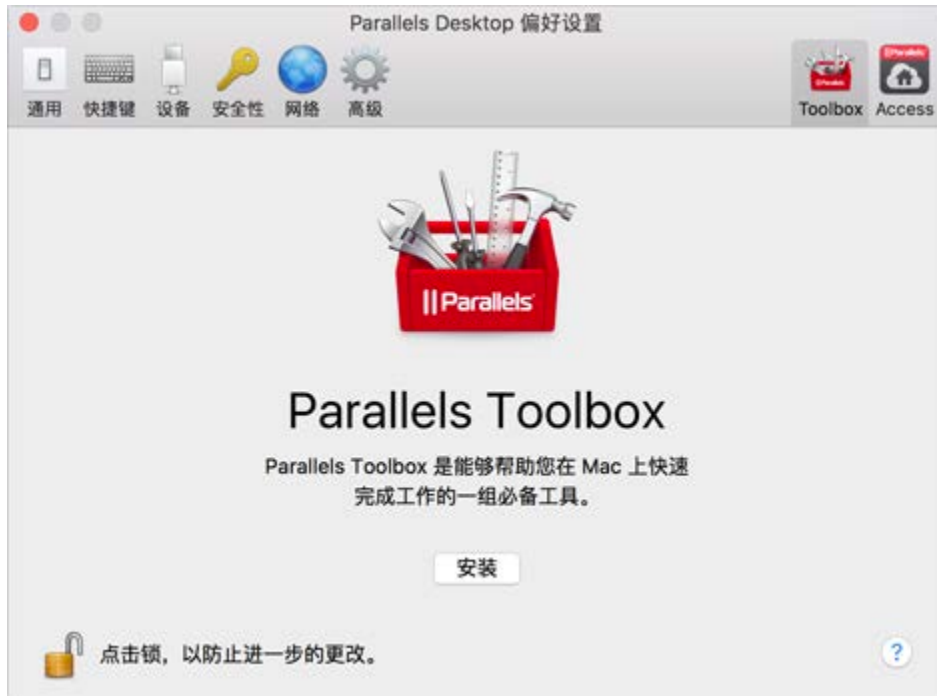 Parallels Desktop 偏好设置
通用 快捷键 设备 安全性 网络 高级 Toolbox Access
|| Parallels
Parallels Toolbox
Parallels Toolbox 是能够帮助您在 Mac 上快速
完成工作的一组必备工具。
安装
点击锁，以防止进一步的更改。
?